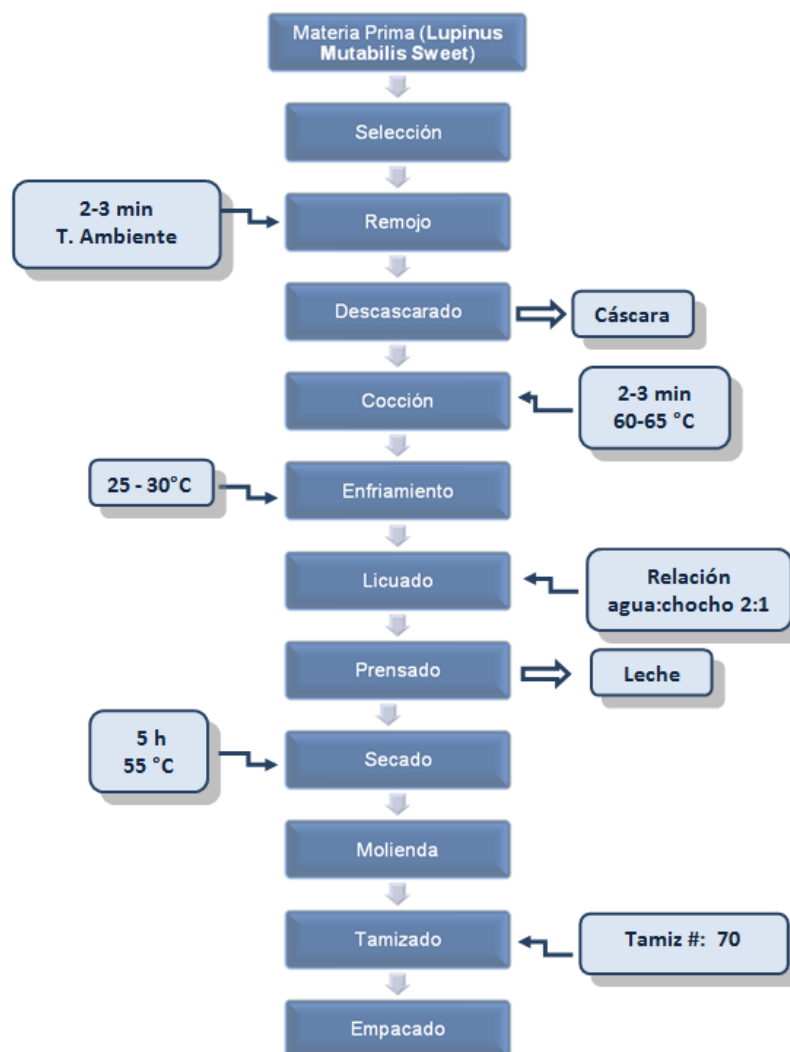 Materia Prima (Lupinus
Mutabilis Sweet)
Selección
2-3 min
T. Ambiente
Remojo
Descascarado
Cáscara
Cocción
2-3 min
60-65 °C
25 - 30°C
Enfriamiento
Licuado
Relación
agua:chocho 2:1
Prensado
Leche
5 h
55 °C
Secado
Molienda
Tamizado
Tamiz #: 70
Empacado